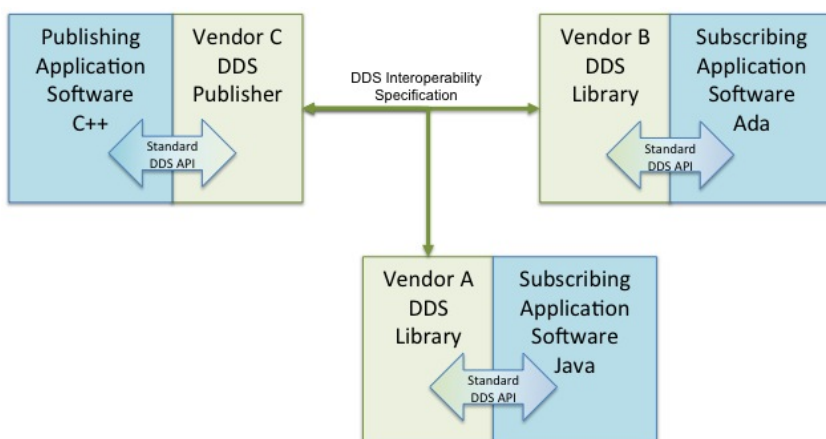 Publishing
Application
Software
C++
Vendor C
DDS
Publisher
Standard
DDS API
DDS Interoperability
Specification
Vendor B
DDS
Library
Subscribing
Application
Software
Ada
Standard
DDS API
Vendor A
DDS
Library
Subscribing
Application
Software
Java
Standard
DDS API